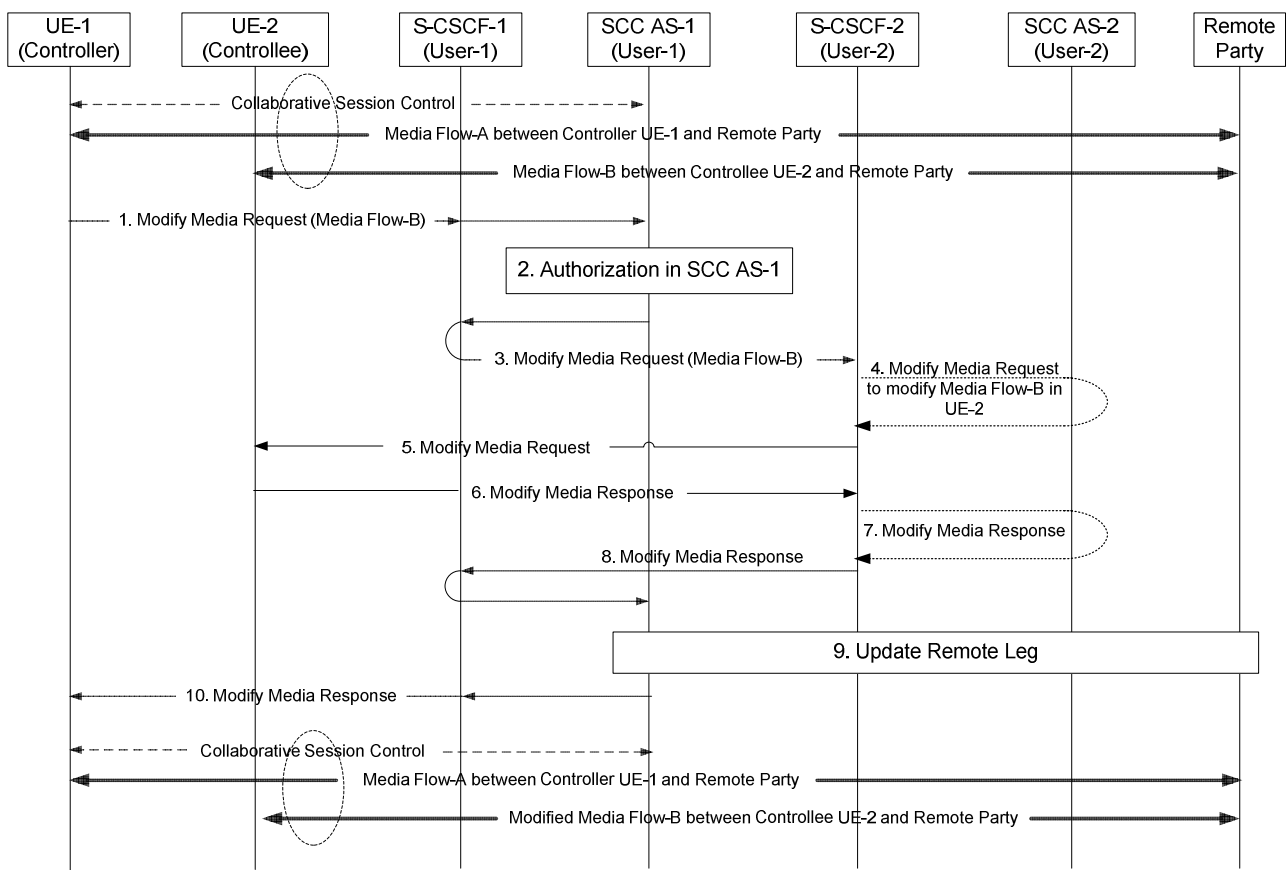 UE-1
(Controller)
UE-2
(Controllee)
S-CSCF-1
(User-1)
SCC AS-1
(User-1)
S-CSCF-2
(User-2)
SCC AS-2
(User-2)
Remote
Party
Collaborative Session Control
Media Flow-A between Controller UE-1 and Remote Party
Media Flow-B between Controllee UE-2 and Remote Party
1. Modify Media Request (Media Flow-B)
2. Authorization in SCC AS-1
3. Modify Media Request (Media Flow-B)
4. Modify Media Request
to modify Media Flow-B in
UE-2
5. Modify Media Request
6. Modify Media Response
7. Modify Media Response
8. Modify Media Response
9. Update Remote Leg
10. Modify Media Response
Collaborative Session Control
Media Flow-A between Controller UE-1 and Remote Party
Modified Media Flow-B between Controllee UE-2 and Remote Party